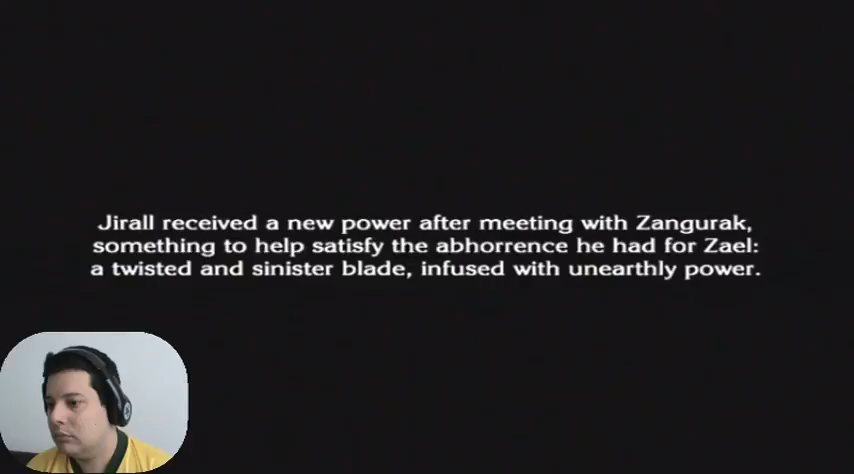 Jirall received a new power after meeting with Zangurak,
something to help satisfy the abhorrence he had for Zael:
a twisted and sinister blade, infused with unearthly power.